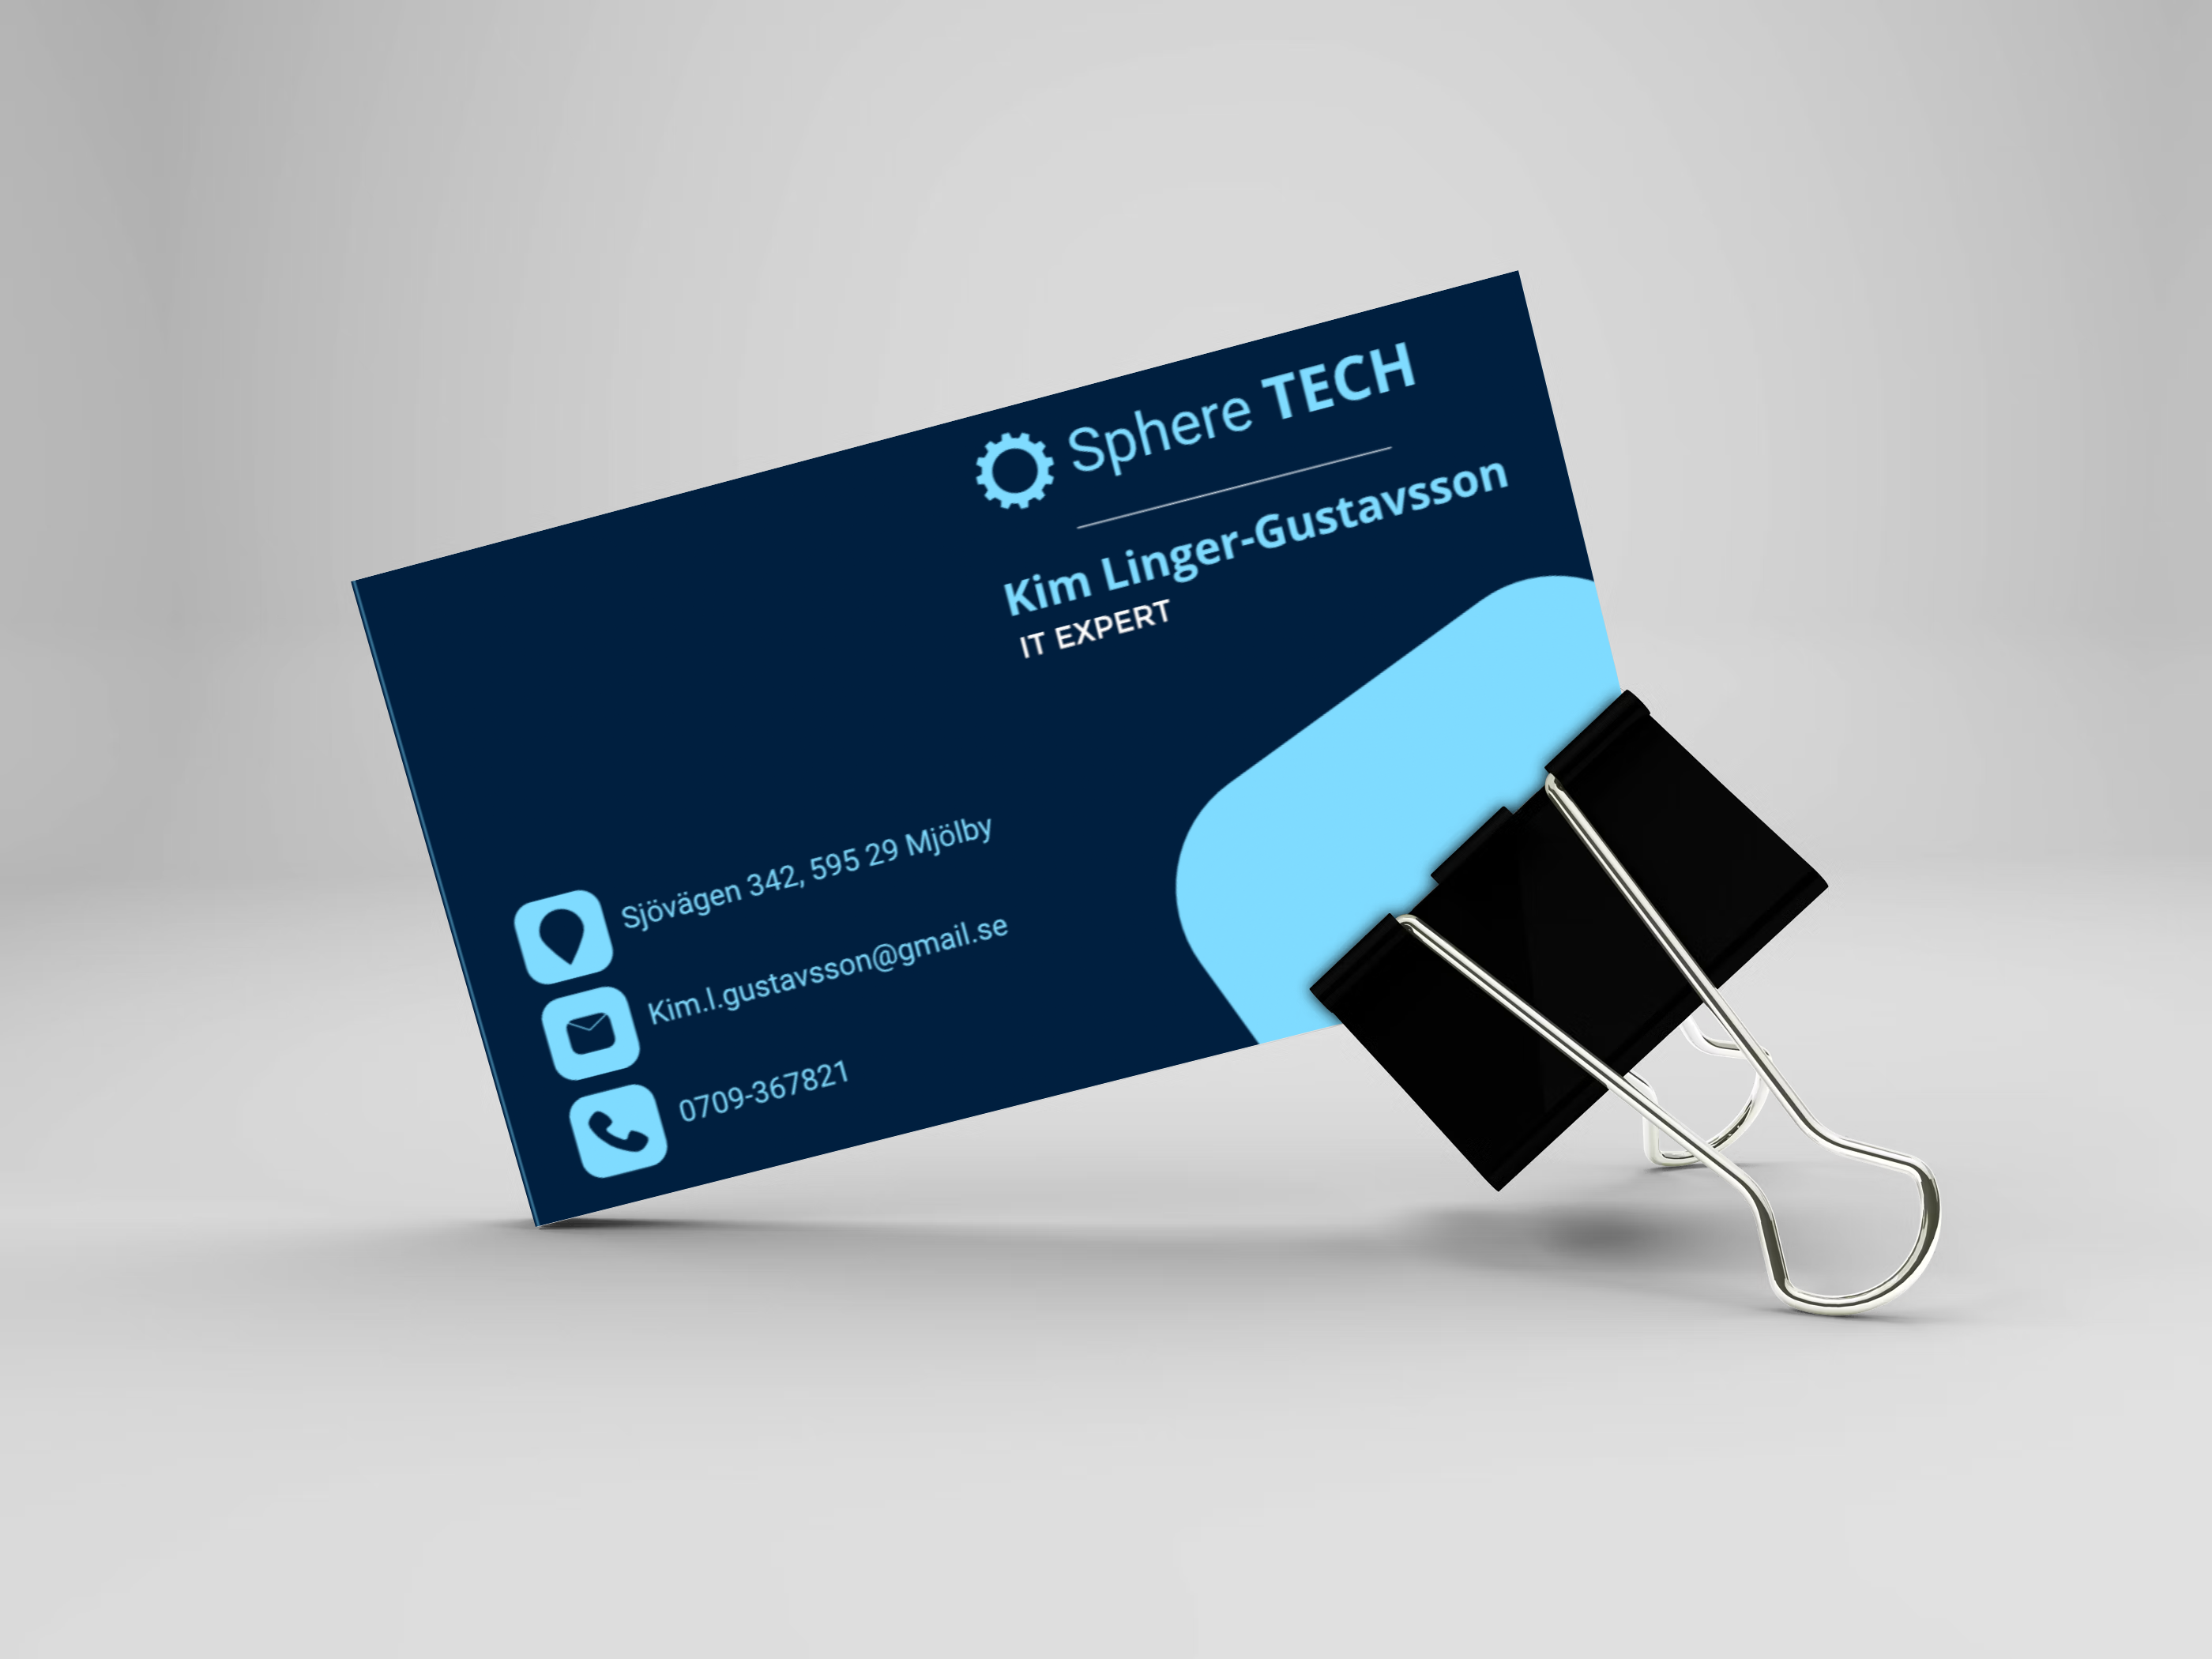 Sphere TECH
Kim Linger-Gustavsson
IT EXPERT
Sjövägen 342, 595 29 Mjölby
Kim.l.gustavsson@gmail.se
0709-367821